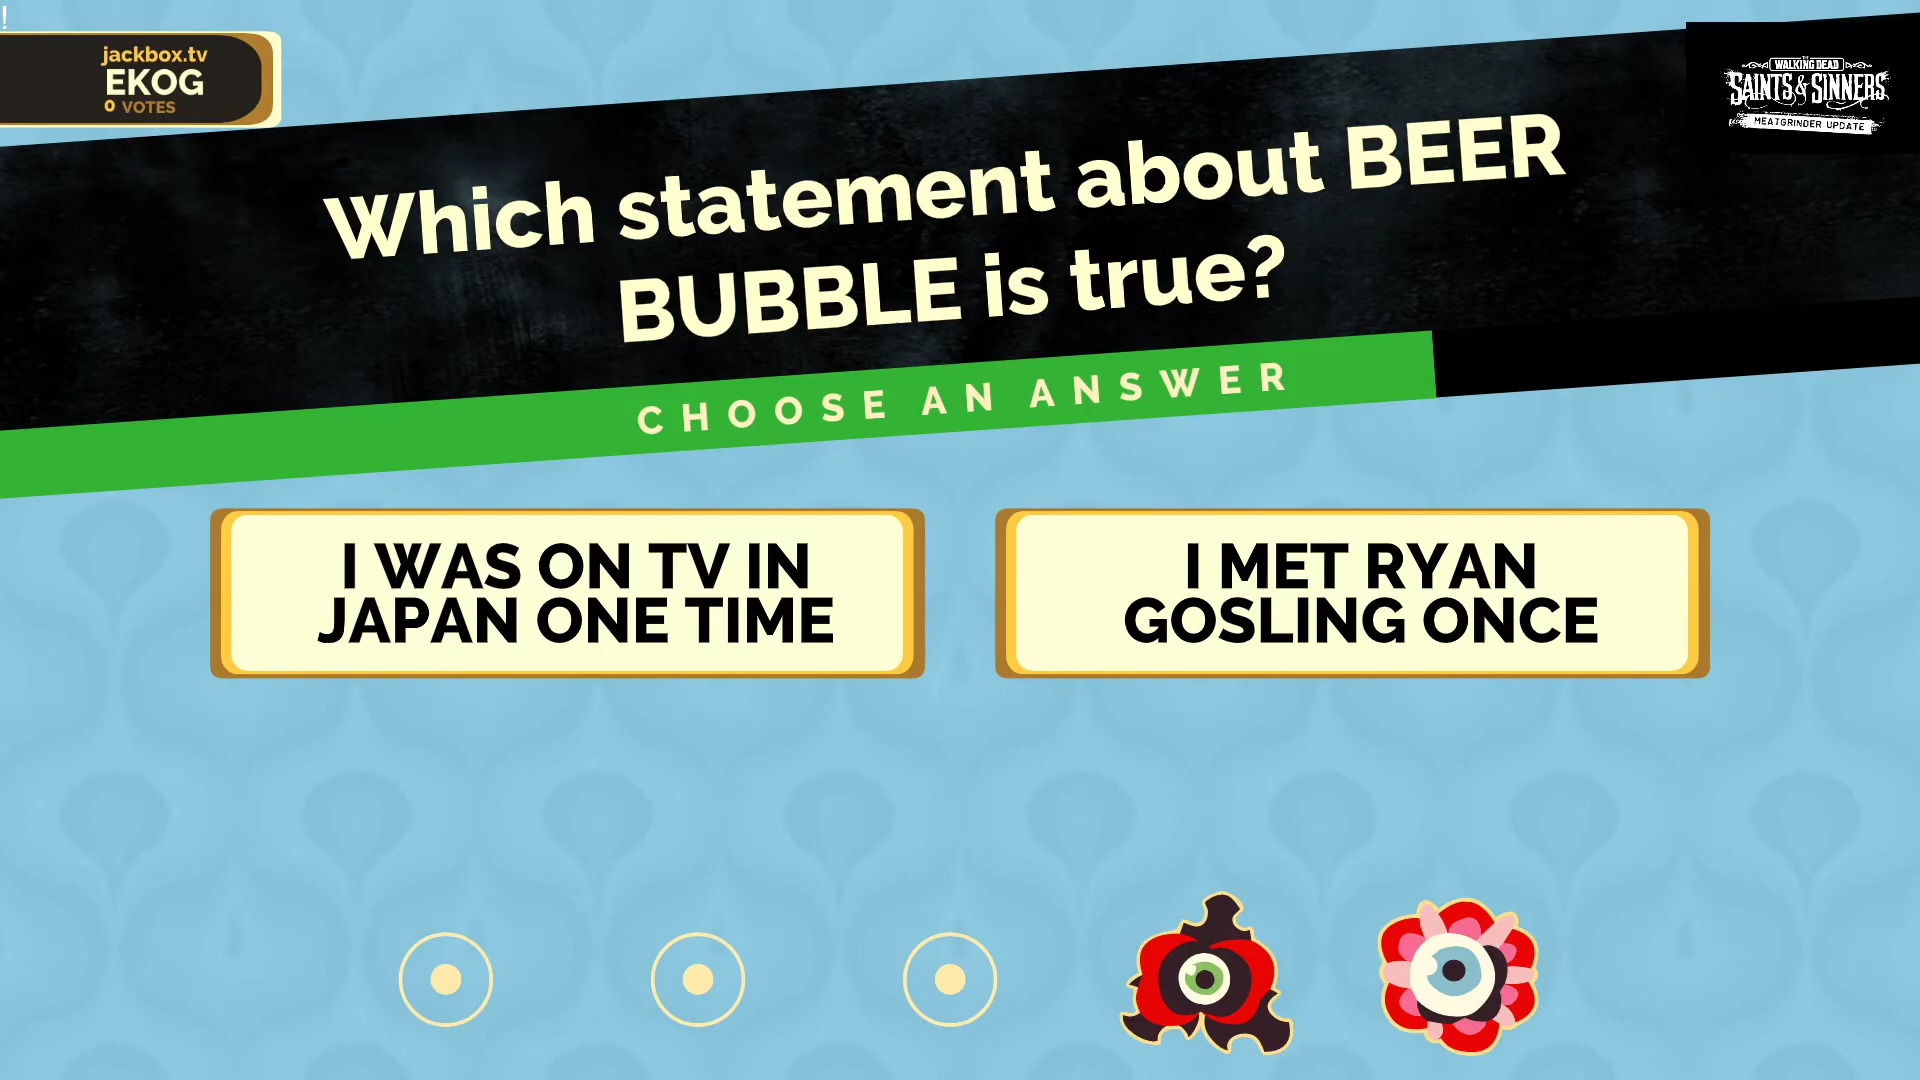 !
jackbox.tv
EKOG
0 VOTES
THE WALKING DEAD
SAINTS & SINNERS
MEATGRINDER UPDATE
Which statement about BEER
BUBBLE is true?
CHOOSE AN ANSWER
I WAS ON TV IN
JAPAN ONE TIME
I MET RYAN
GOSLING ONCE